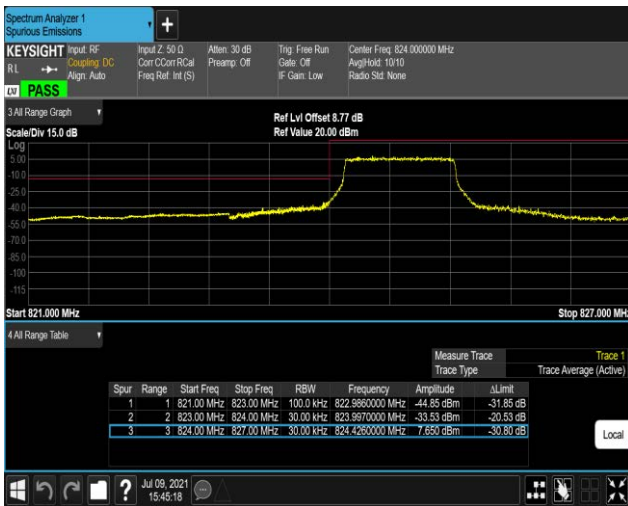 Spectrum Analyzer 1
Spurious Emissions
KEYSIGHT Input: RF Input Z: 50 Ω Atten: 30 dB Trig: Free Run Center Freq: 824.000000 MHz
RL Coupling: DC Corr CCorr RCal Preamp: Off Gate: Off Avg|Hold: 10/10
Align: Auto Freq Ref: Int (S) IF Gain: Low Radio Std: None
LXI PASS
3 All Range Graph
Ref Lvl Offset 8.77 dB
Scale/Div 15.0 dB Ref Value 20.00 dBm
Log
5.00
-10.0
-25.0
-40.0
-55.0
-70.0
-85.0
-100
-115
Start 821.000 MHz Stop 827.000 MHz
4 All Range Table
Measure Trace Trace 1
Trace Type Trace Average (Active)
Spur Range Start Freq Stop Freq RBW Frequency Amplitude ΔLimit
1 1 821.00 MHz 823.00 MHz 100.0 kHz 822.9860000 MHz -44.85 dBm -31.85 dB
2 2 823.00 MHz 824.00 MHz 30.00 kHz 823.9970000 MHz -33.53 dBm -20.53 dB
3 3 824.00 MHz 827.00 MHz 30.00 kHz 824.4260000 MHz 7.650 dBm -30.80 dB
Local
? Jul 09, 2021
15:45:18